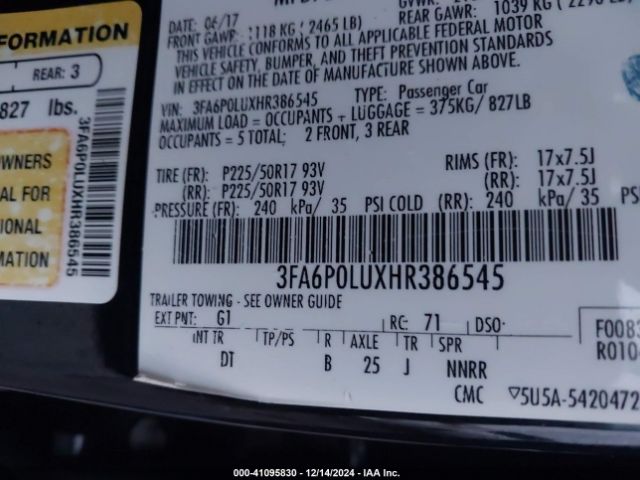 FORMATION
REAR: 3
827 lbs.
OWNERS
AL FOR
IONAL
MATION
3FA6P0LUXHR386545
DATE: 06/17
REAR GAWR: 1039 KG
FRONT GAWR: 1118 KG (2465 LB)
THIS VEHICLE CONFORMS TO ALL APPLICABLE FEDERAL MOTOR
VEHICLE SAFETY, BUMPER, AND THEFT PREVENTION STANDARDS
IN EFFECT ON THE DATE OF MANUFACTURE SHOWN ABOVE.
VIN: 3FA6P0LUXHR386545 TYPE: Passenger Car
MAXIMUM LOAD = OCCUPANTS + LUGGAGE = 375KG/ 827LB
OCCUPANTS = 5 TOTAL; 2 FRONT, 3 REAR
TIRE (FR): P225/50R17 93V RIMS (FR): 17x7.5J
(RR): P225/50R17 93V (RR): 17x7.5J
PRESSURE (FR): 240 kPa/ 35 PSI COLD (RR): 240 kPa/ 35 PSI
3FA6P0LUXHR386545
TRAILER TOWING - SEE OWNER GUIDE
EXT PNT: G1 RC: 71 DSO:
INT TR TP/PS R AXLE TR SPR
DT B 25 J NNRR
F0083
R010-
CMC 5U5A-5420472
000-41095830 - 12/14/2024 - IAA Inc.